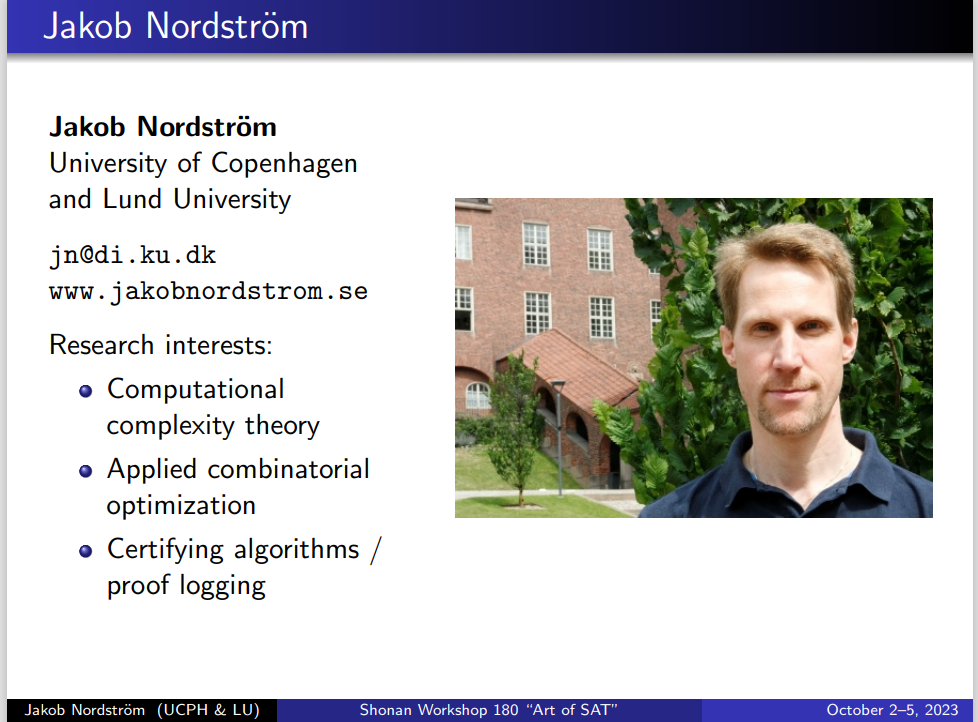 Jakob Nordström
Jakob Nordström
University of Copenhagen
and Lund University
jn@di.ku.dk
www.jakobnordstrom.se
Research interests:
Computational
complexity theory
Applied combinatorial
optimization
Certifying algorithms /
proof logging
Jakob Nordström (UCPH & LU)
Shonan Workshop 180 “Art of SAT”
October 2–5, 2023